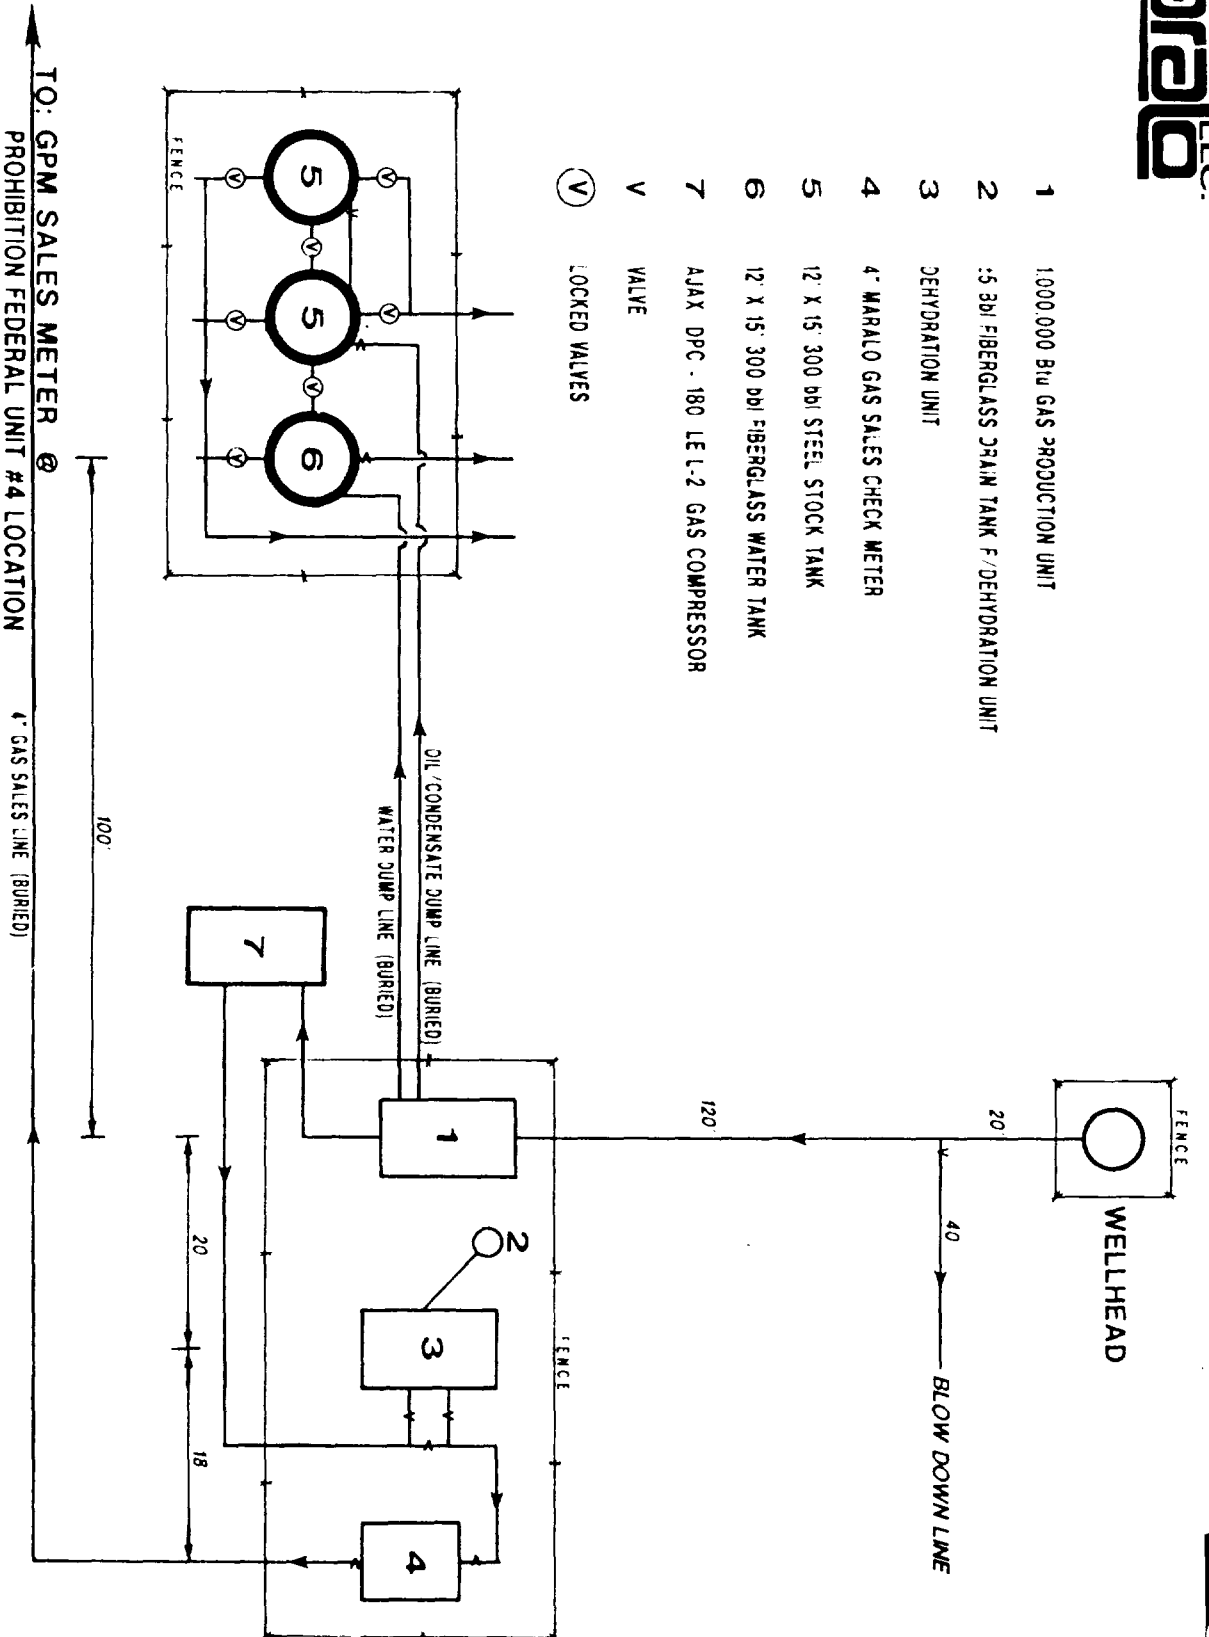 LLC.
1 1,000,000 Btu GAS PRODUCTION UNIT
2 :5 Bbl FIBERGLASS DRAIN TANK F/DEHYDRATION UNIT
3 DEHYDRATION UNIT
4 4" MARALO GAS SALES CHECK METER
5 12' X 15' 300 bbl STEEL STOCK TANK
6 12' X 15' 300 bbl FIBERGLASS WATER TANK
7 AJAX DPC - 180 LE L-2 GAS COMPRESSOR
V VALVE
V LOCKED VALVES
FENCE
WELLHEAD
20'
40'
BLOW DOWN LINE
120'
FENCE
2
1
3
4
OIL/CONDENSATE DUMP LINE (BURIED)
WATER DUMP LINE (BURIED)
5
5
6
V
V
V
V
V
V
V
FENCE
7
20
18
100'
TO: GPM SALES METER @
PROHIBITION FEDERAL UNIT #4 LOCATION
4" GAS SALES LINE (BURIED)